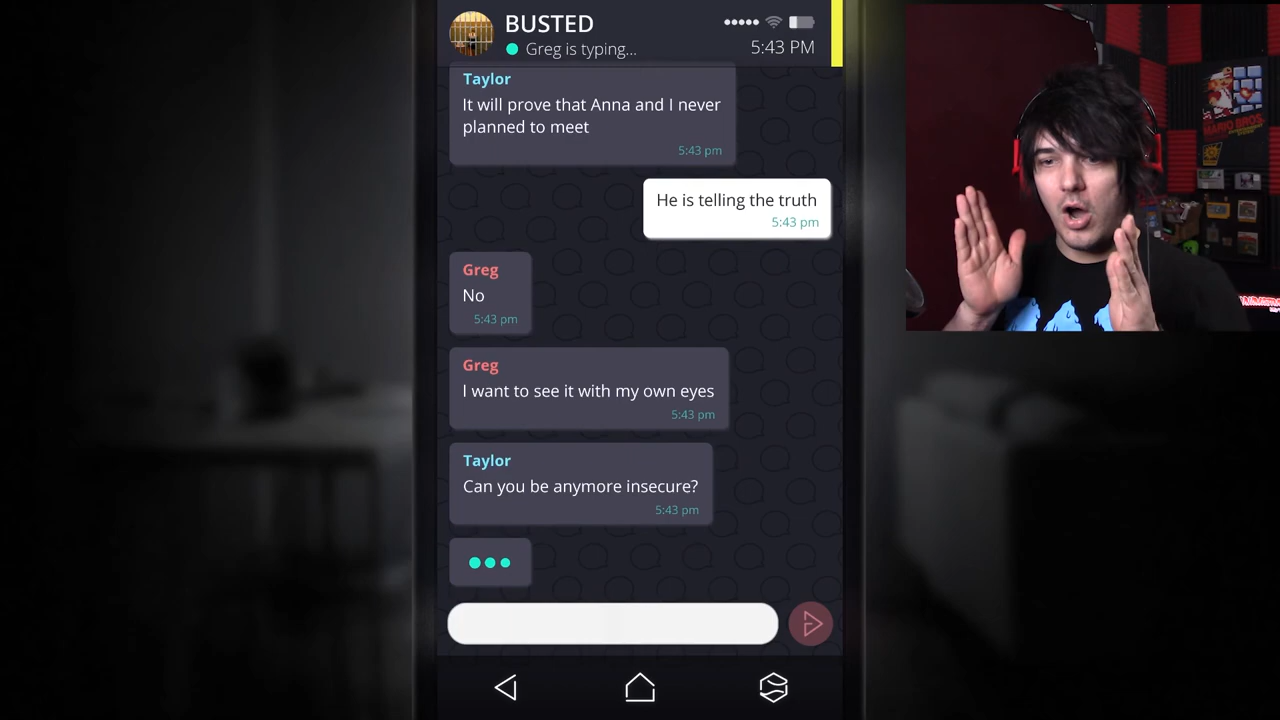 BUSTED
Greg is typing...
5:43 PM
Taylor
It will prove that Anna and I never
planned to meet
5:43 pm
He is telling the truth
5:43 pm
Greg
No
5:43 pm
Greg
I want to see it with my own eyes
5:43 pm
Taylor
Can you be anymore insecure?
5:43 pm
MARIO BROS.